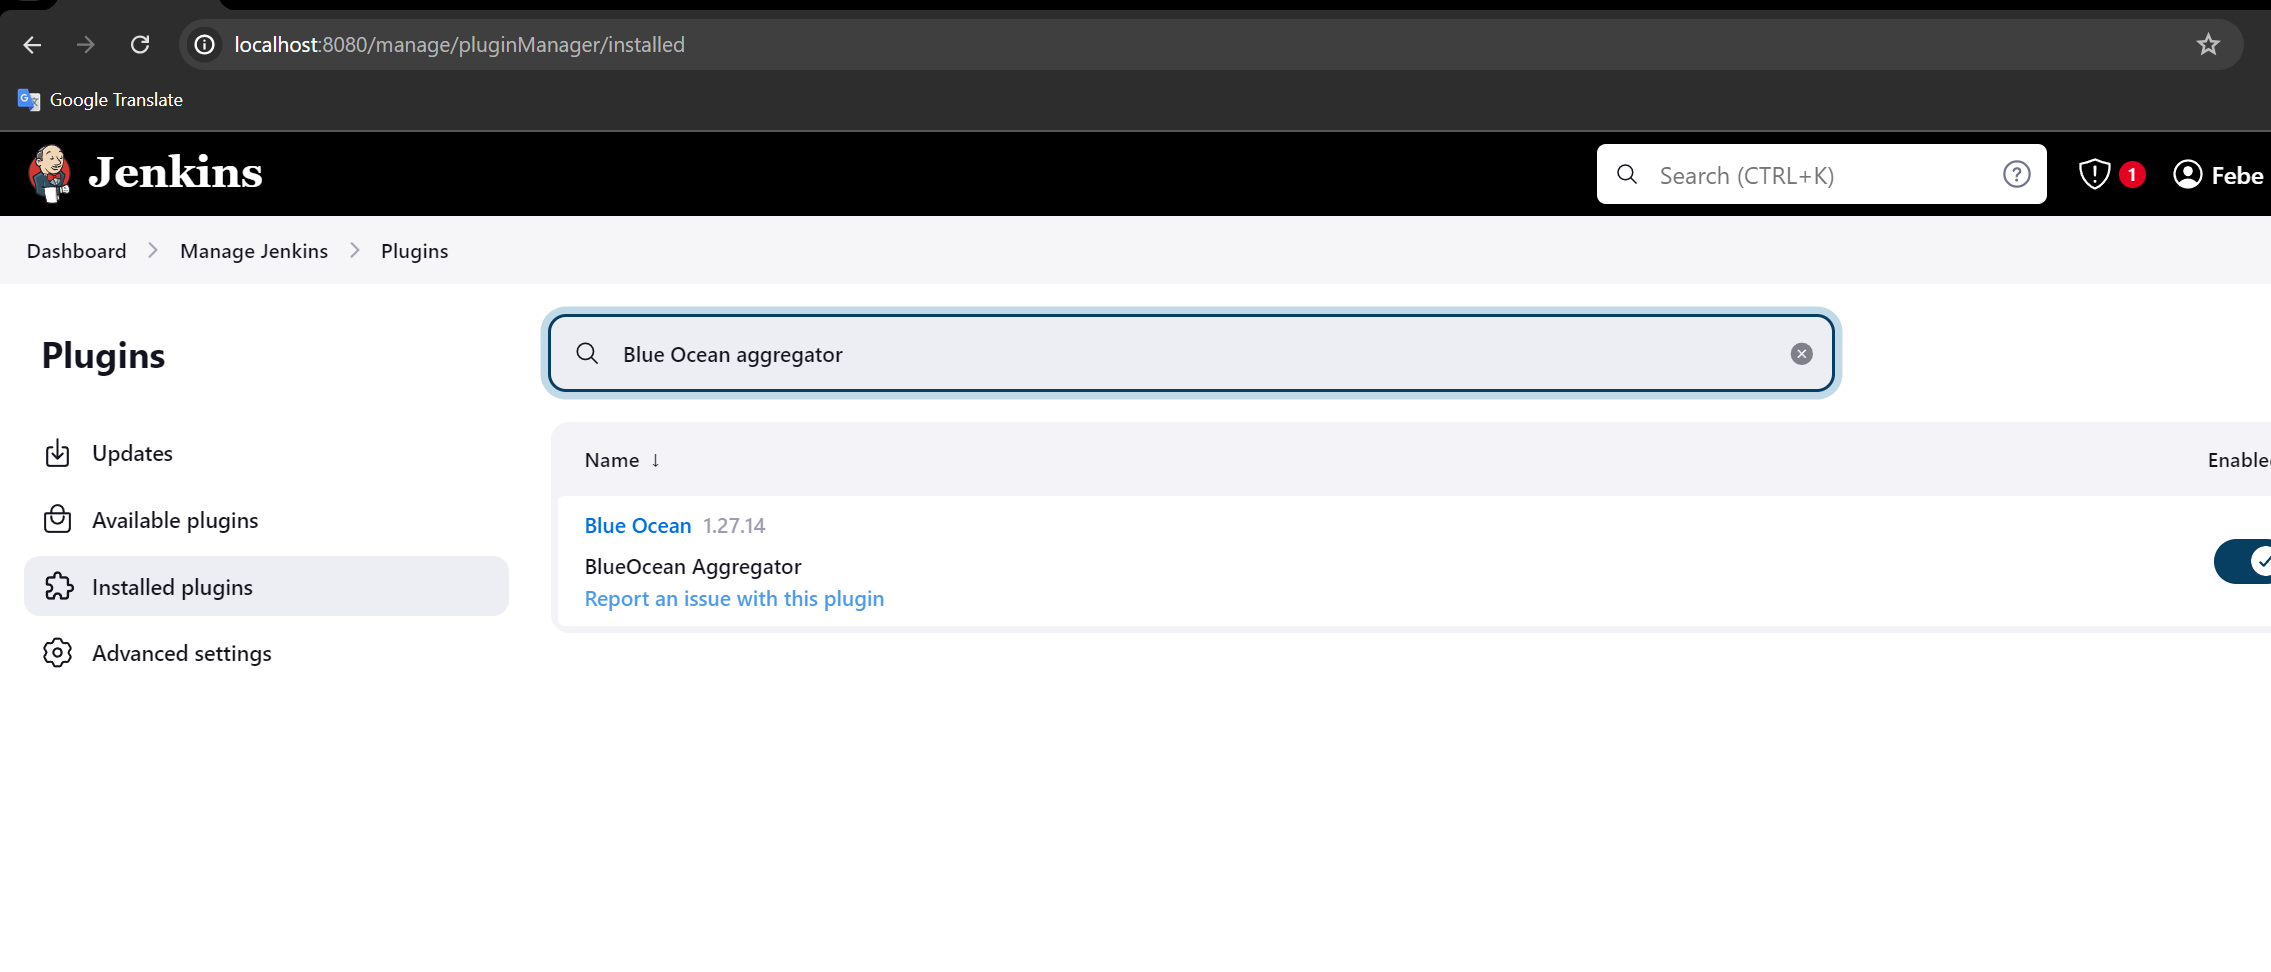 localhost:8080/manage/pluginManager/installed
Google Translate
Jenkins
Search (CTRL+K)
1
Febe
Dashboard
Manage Jenkins
Plugins
Plugins
Blue Ocean aggregator
Updates
Available plugins
Installed plugins
Advanced settings
Name ↓
Enable
Blue Ocean 1.27.14
BlueOcean Aggregator
Report an issue with this plugin